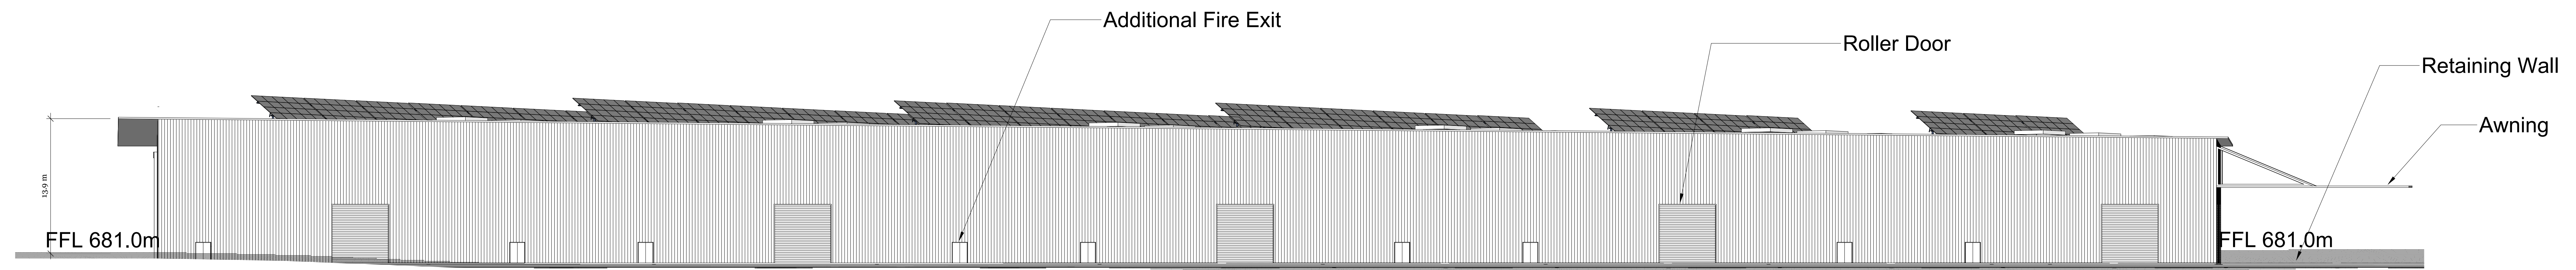 Additional Fire Exit
Roller Door
Retaining Wall
Awning
13.9 m
FFL 681.0m
FFL 681.0m